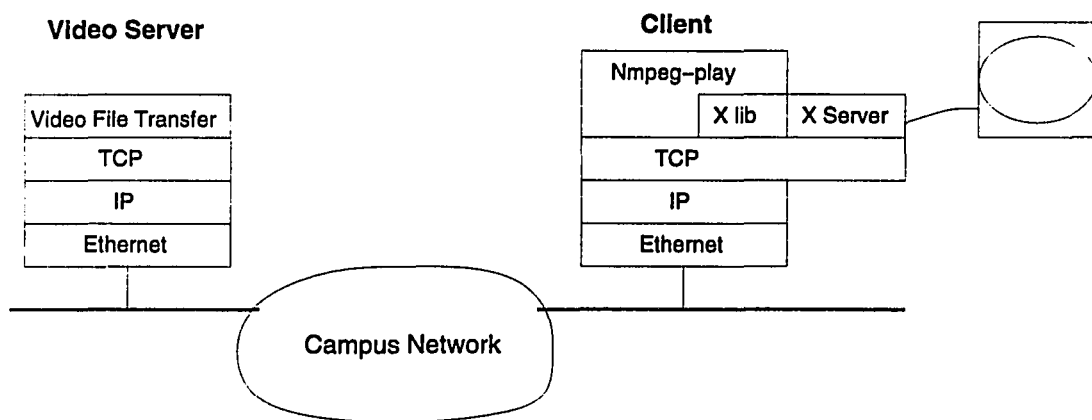 Video Server
Video File Transfer
TCP
IP
Ethernet
Client
Nmpeg-play
X lib
X Server
TCP
IP
Ethernet
Campus Network